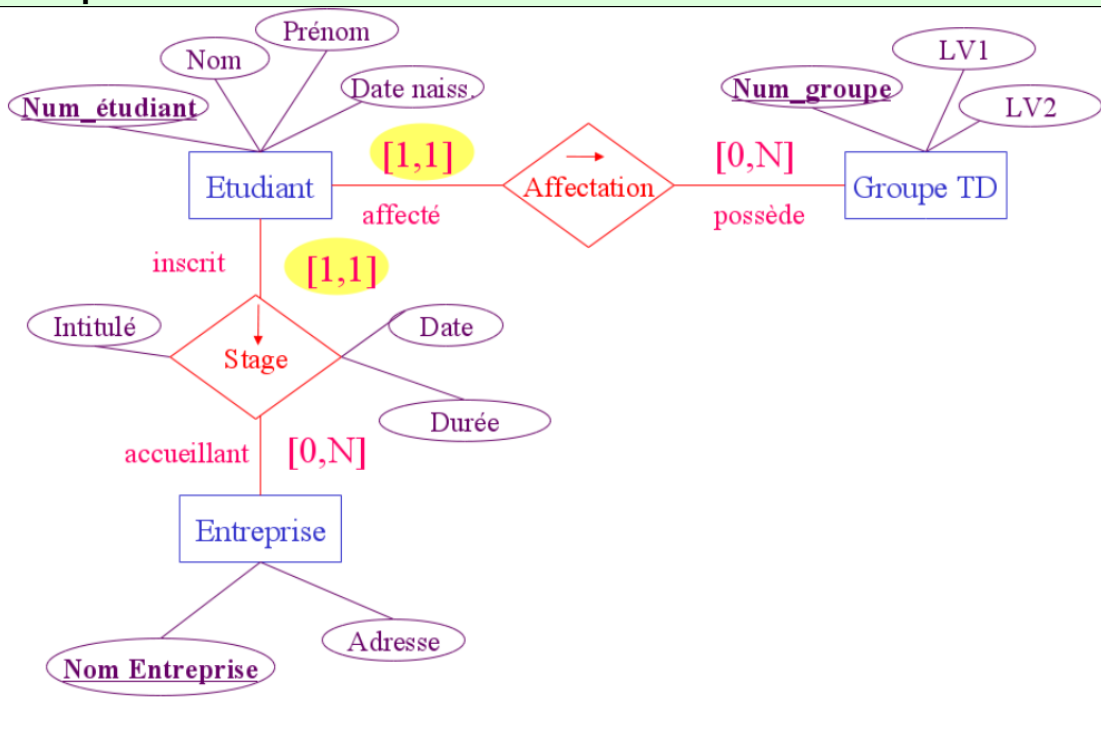 Prénom
Nom
LV1
Date naiss.
Num_groupe
Num_étudiant
LV2
[1,1]
[0,N]
Etudiant
Affectation
Groupe TD
affecté
possède
inscrit
[1,1]
Intitulé
Date
Stage
Durée
accueillant
[0,N]
Entreprise
Adresse
Nom Entreprise